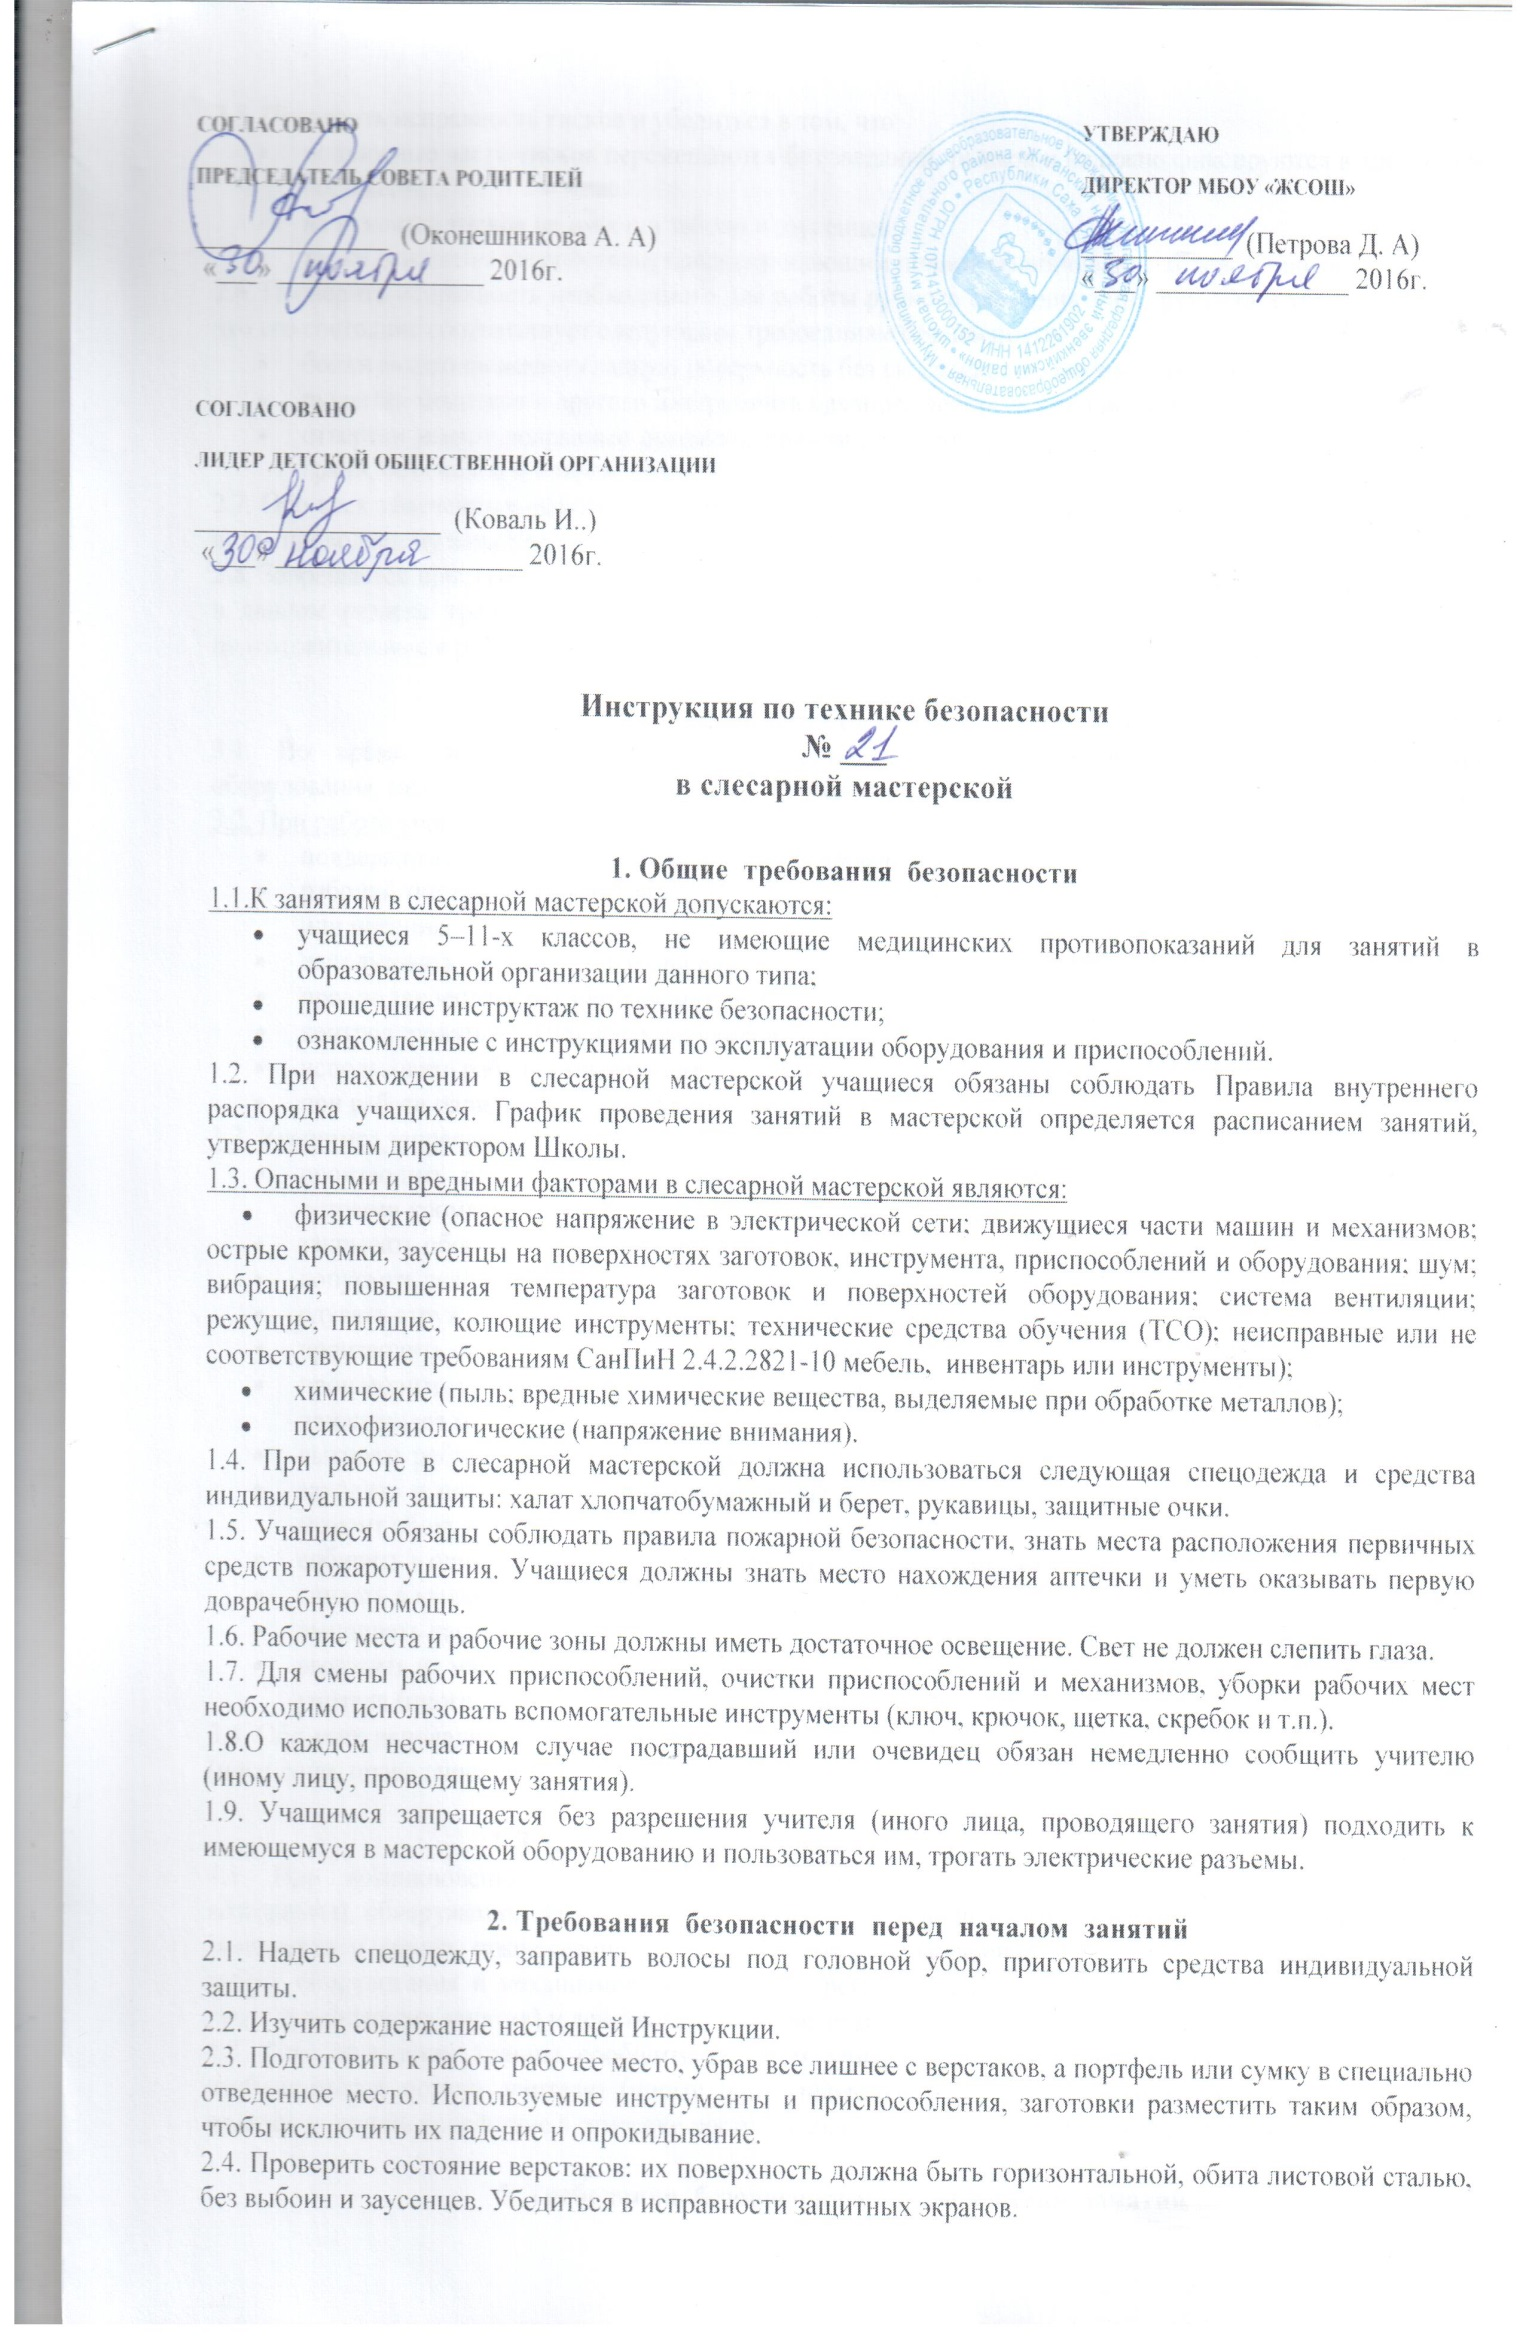 СОГЛАСОВАНО
ПРЕДСЕДАТЕЛЬ СОВЕТА РОДИТЕЛЕЙ
(Оконешникова А. А)
«30» ноября 2016г.
УТВЕРЖДАЮ
ДИРЕКТОР МБОУ «ЖСОШ»
(Петрова Д. А)
«30» ноября 2016г.
СОГЛАСОВАНО
ЛИДЕР ДЕТСКОЙ ОБЩЕСТВЕННОЙ ОРГАНИЗАЦИИ
(Коваль И..)
«30» ноября 2016г.
Инструкция по технике безопасности
№ 21
в слесарной мастерской
1. Общие требования безопасности
1.1.К занятиям в слесарной мастерской допускаются:
• учащиеся 5–11-х классов, не имеющие медицинских противопоказаний для занятий в
образовательной организации данного типа;
• прошедшие инструктаж по технике безопасности;
• ознакомленные с инструкциями по эксплуатации оборудования и приспособлений.
1.2. При нахождении в слесарной мастерской учащиеся обязаны соблюдать Правила внутреннего
распорядка учащихся. График проведения занятий в мастерской определяется расписанием занятий,
утвержденным директором Школы.
1.3. Опасными и вредными факторами в слесарной мастерской являются:
• физические (опасное напряжение в электрической сети; движущиеся части машин и механизмов;
острые кромки, заусенцы на поверхностях заготовок, инструмента, приспособлений и оборудования; шум;
вибрация; повышенная температура заготовок и поверхностей оборудования; система вентиляции;
режущие, пилящие, колющие инструменты; технические средства обучения (ТСО); неисправные или не
соответствующие требованиям СанПиН 2.4.2.2821-10 мебель, инвентарь или инструменты);
• химические (пыль; вредные химические вещества, выделяемые при обработке металлов);
• психофизиологические (напряжение внимания).
1.4. При работе в слесарной мастерской должна использоваться следующая спецодежда и средства
индивидуальной защиты: халат хлопчатобумажный и берет, рукавицы, защитные очки.
1.5. Учащиеся обязаны соблюдать правила пожарной безопасности, знать места расположения первичных
средств пожаротушения. Учащиеся должны знать место нахождения аптечки и уметь оказывать первую
доврачебную помощь.
1.6. Рабочие места и рабочие зоны должны иметь достаточное освещение. Свет не должен слепить глаза.
1.7. Для смены рабочих приспособлений, очистки приспособлений и механизмов, уборки рабочих мест
необходимо использовать вспомогательные инструменты (ключ, крючок, щетка, скребок и т.п.).
1.8.О каждом несчастном случае пострадавший или очевидец обязан немедленно сообщить учителю
(иному лицу, проводящему занятия).
1.9. Учащимся запрещается без разрешения учителя (иного лица, проводящего занятия) подходить к
имеющемуся в мастерской оборудованию и пользоваться им, трогать электрические разъемы.
2. Требования безопасности перед началом занятий
2.1. Надеть спецодежду, заправить волосы под головной убор, приготовить средства индивидуальной
защиты.
2.2. Изучить содержание настоящей Инструкции.
2.3. Подготовить к работе рабочее место, убрав все лишнее с верстаков, а портфель или сумку в специально
отведенное место. Используемые инструменты и приспособления, заготовки разместить таким образом,
чтобы исключить их падение и опрокидывание.
2.4. Проверить состояние верстаков: их поверхность должна быть горизонтальной, обита листовой сталью,
без выбоин и заусенцев. Убедиться в исправности защитных экранов.